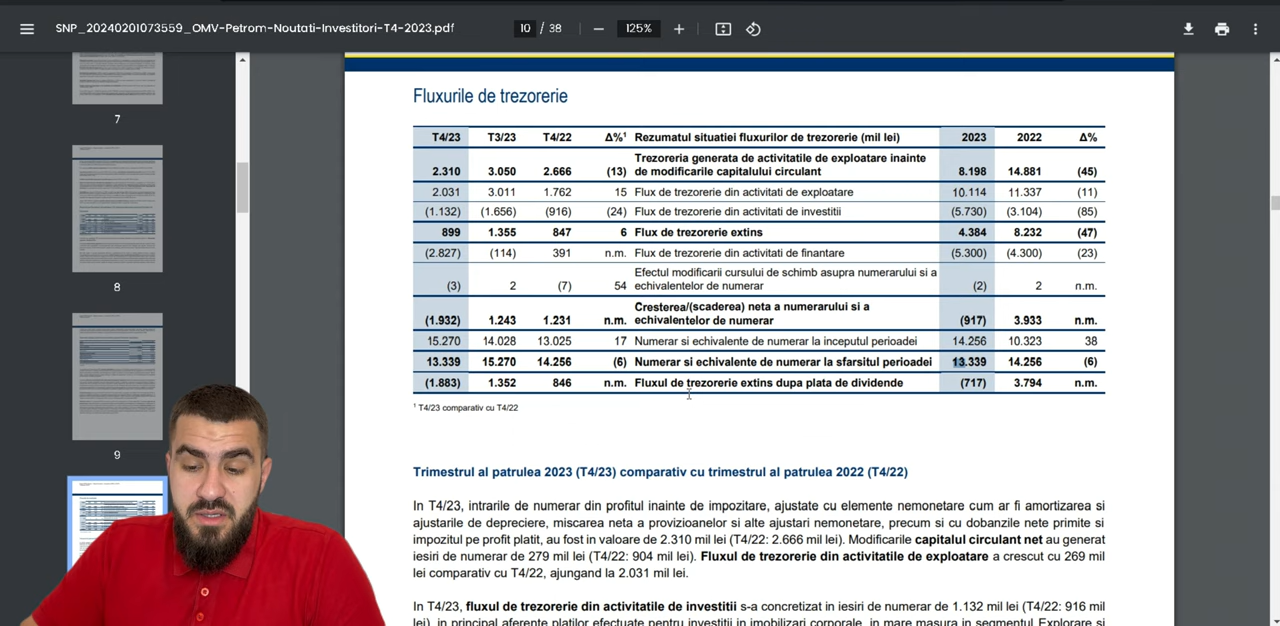 SNP_20240201073559_OMV-Petrom-Noutati-Investitori-T4-2023.pdf 10 / 38 125%
7
8
9
Fluxurile de trezorerie
T4/23 T3/23 T4/22 Δ%¹ Rezumatul situatiei fluxurilor de trezorerie (mil lei) 2023 2022 Δ%
Trezoreria generata de activitatile de exploatare inainte
2.310 3.050 2.666 (13) de modificarile capitalului circulant 8.198 14.881 (45)
2.031 3.011 1.762 15 Flux de trezorerie din activitati de exploatare 10.114 11.337 (11)
(1.132) (1.656) (916) (24) Flux de trezorerie din activitati de investitii (5.730) (3.104) (85)
899 1.355 847 6 Flux de trezorerie extins 4.384 8.232 (47)
(2.827) (114) 391 n.m. Flux de trezorerie din activitati de finantare (5.300) (4.300) (23)
Efectul modificarii cursului de schimb asupra numerarului si a
(3) 2 (7) 54 echivalentelor de numerar (2) 2 n.m.
Cresterea/(scaderea) neta a numerarului si a
(1.932) 1.243 1.231 n.m. echivalentelor de numerar (917) 3.933 n.m.
15.270 14.028 13.025 17 Numerar si echivalente de numerar la inceputul perioadei 14.256 10.323 38
13.339 15.270 14.256 (6) Numerar si echivalente de numerar la sfarsitul perioadei 13.339 14.256 (6)
(1.883) 1.352 846 n.m. Fluxul de trezorerie extins dupa plata de dividende (717) 3.794 n.m.
¹ T4/23 comparativ cu T4/22
Trimestrul al patrulea 2023 (T4/23) comparativ cu trimestrul al patrulea 2022 (T4/22)
In T4/23, intrarile de numerar din profitul inainte de impozitare, ajustate cu elemente nemonetare cum ar fi amortizarea si
ajustarile de depreciere, miscarea neta a provizioanelor si alte ajustari nemonetare, precum si cu dobanzile nete primite si
impozitul pe profit platit, au fost in valoare de 2.310 mil lei (T4/22: 2.666 mil lei). Modificarile capitalului circulant net au generat
iesiri de numerar de 279 mil lei (T4/22: 904 mil lei). Fluxul de trezorerie din activitatile de exploatare a crescut cu 269 mil
lei comparativ cu T4/22, ajungand la 2.031 mil lei.
In T4/23, fluxul de trezorerie din activitatile de investitii s-a concretizat in iesiri de numerar de 1.132 mil lei (T4/22: 916 mil
lei), in principal aferente platilor efectuate pentru investitii in imobilizari corporale, in mare masura in segmentul Explorare si